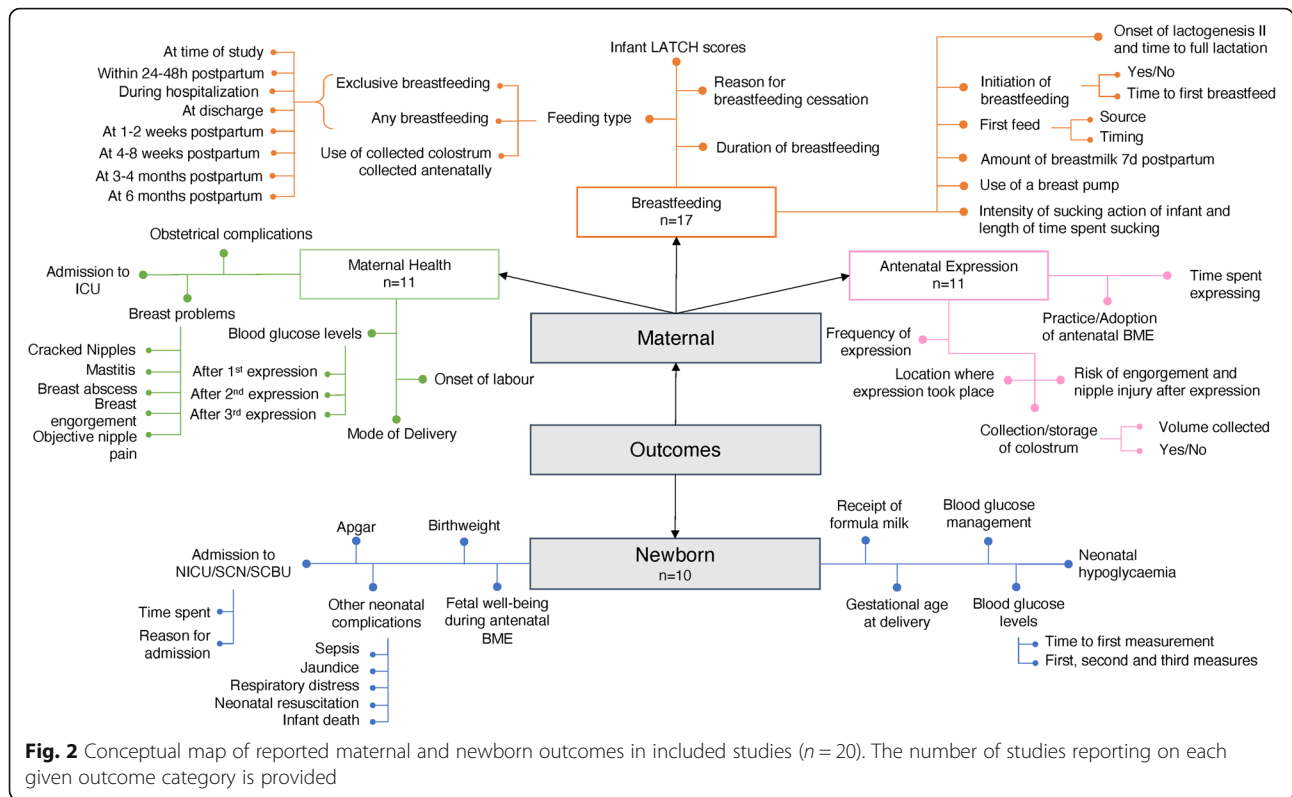 At time of study
Within 24-48h postpartum
During hospitalization
At discharge
At 1-2 weeks postpartum
At 4-8 weeks postpartum
At 3-4 months postpartum
At 6 months postpartum
Exclusive breastfeeding
Any breastfeeding
Use of collected colostrum
collected antenatally
Feeding type
Infant LATCH scores
Reason for
breastfeeding cessation
Duration of breastfeeding
Onset of lactogenesis II
and time to full lactation
Initiation of
breastfeeding
Yes/No
Time to first breastfeed
First feed
Source
Timing
Amount of breastmilk 7d postpartum
Use of a breast pump
Intensity of sucking action of infant and
length of time spent sucking
Breastfeeding
n=17
Obstetrical complications
Admission to
ICU
Maternal Health
n=11
Breast problems
Cracked Nipples
Mastitis
Breast abscess
Breast
engorgement
Objective nipple
pain
Blood glucose levels
After 1st expression
After 2nd expression
After 3rd expression
Onset of labour
Mode of Delivery
Antenatal Expression
n=11
Time spent
expressing
Practice/Adoption
of antenatal BME
Frequency of
expression
Location where
expression took place
Risk of engorgement and
nipple injury after expression
Collection/storage
of colostrum
Volume collected
Yes/No
Maternal
Outcomes
Newborn
n=10
Apgar
Birthweight
Admission to
NICU/SCN/SCBU
Time spent
Reason for
admission
Other neonatal
complications
Sepsis
Jaundice
Respiratory distress
Neonatal resuscitation
Infant death
Fetal well-being
during antenatal
BME
Receipt of
formula milk
Blood glucose
management
Neonatal
hypoglycaemia
Gestational age
at delivery
Blood glucose
levels
Time to first measurement
First, second and third measures
Fig. 2 Conceptual map of reported maternal and newborn outcomes in included studies (n = 20). The number of studies reporting on each
given outcome category is provided